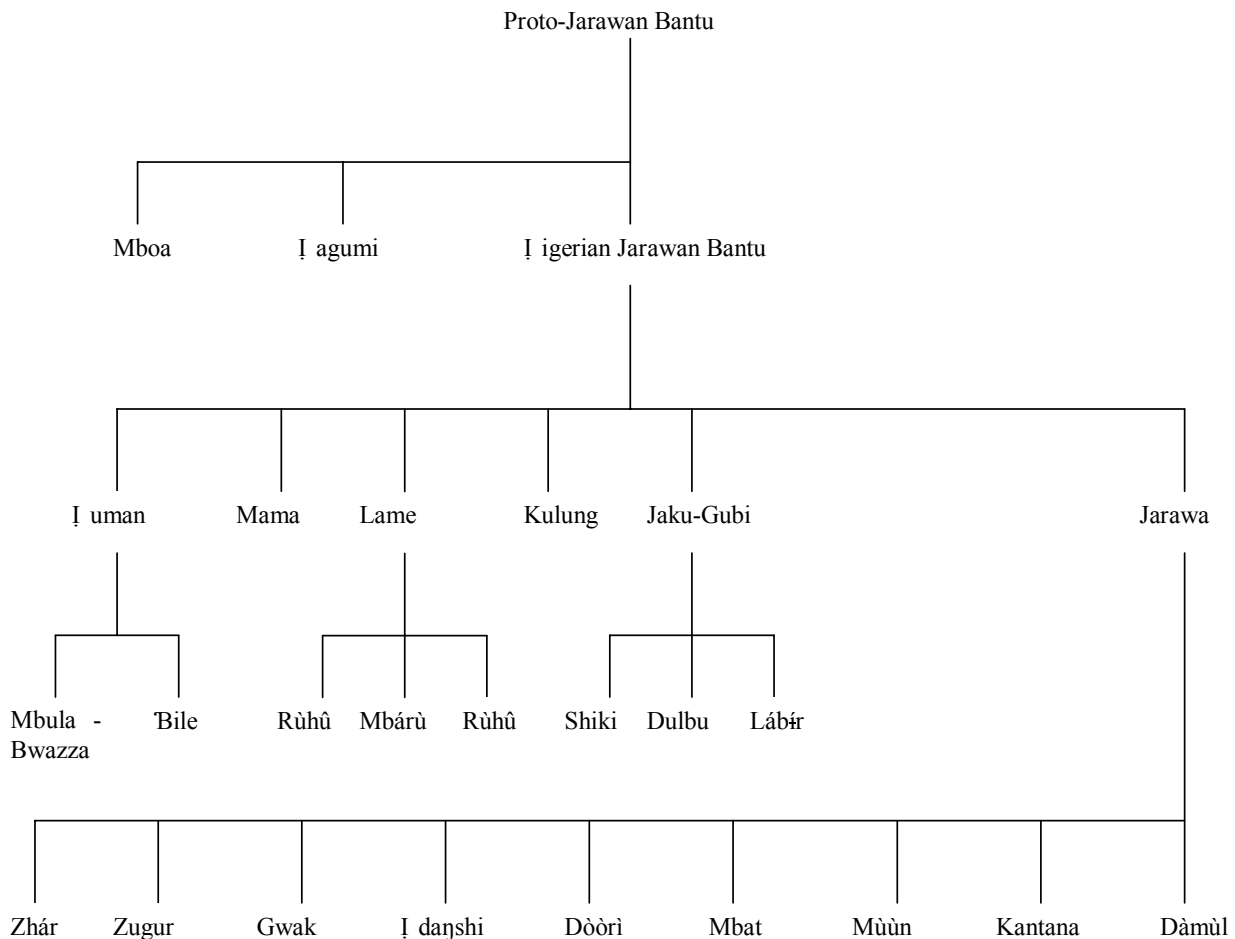 Proto-Jarawan Bantu
Mboa Ị agumi Ị igerian Jarawan Bantu
Ị uman Mama Lame Kulung Jaku-Gubi Jarawa
Mbula - Ɓile Rùhû Mbárù Rùhû Shiki Dulbu Lábɨ́r
Bwazza
Zhár Zugur Gwak Ị daŋshi Dòòrì Mbat Mùùn Kantana Dàmùl